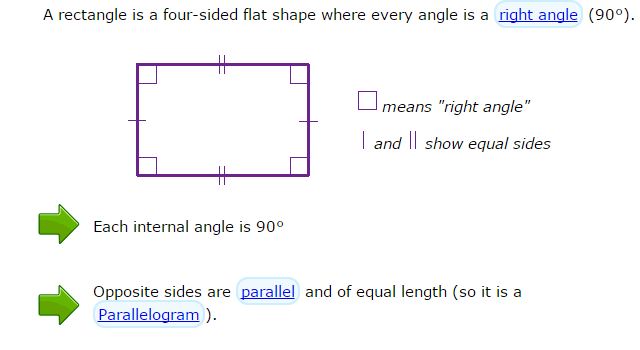 A rectangle is a four-sided flat shape where every angle is a right angle (90°).
means "right angle"
| and || show equal sides
Each internal angle is 90°
Opposite sides are parallel and of equal length (so it is a
Parallelogram).